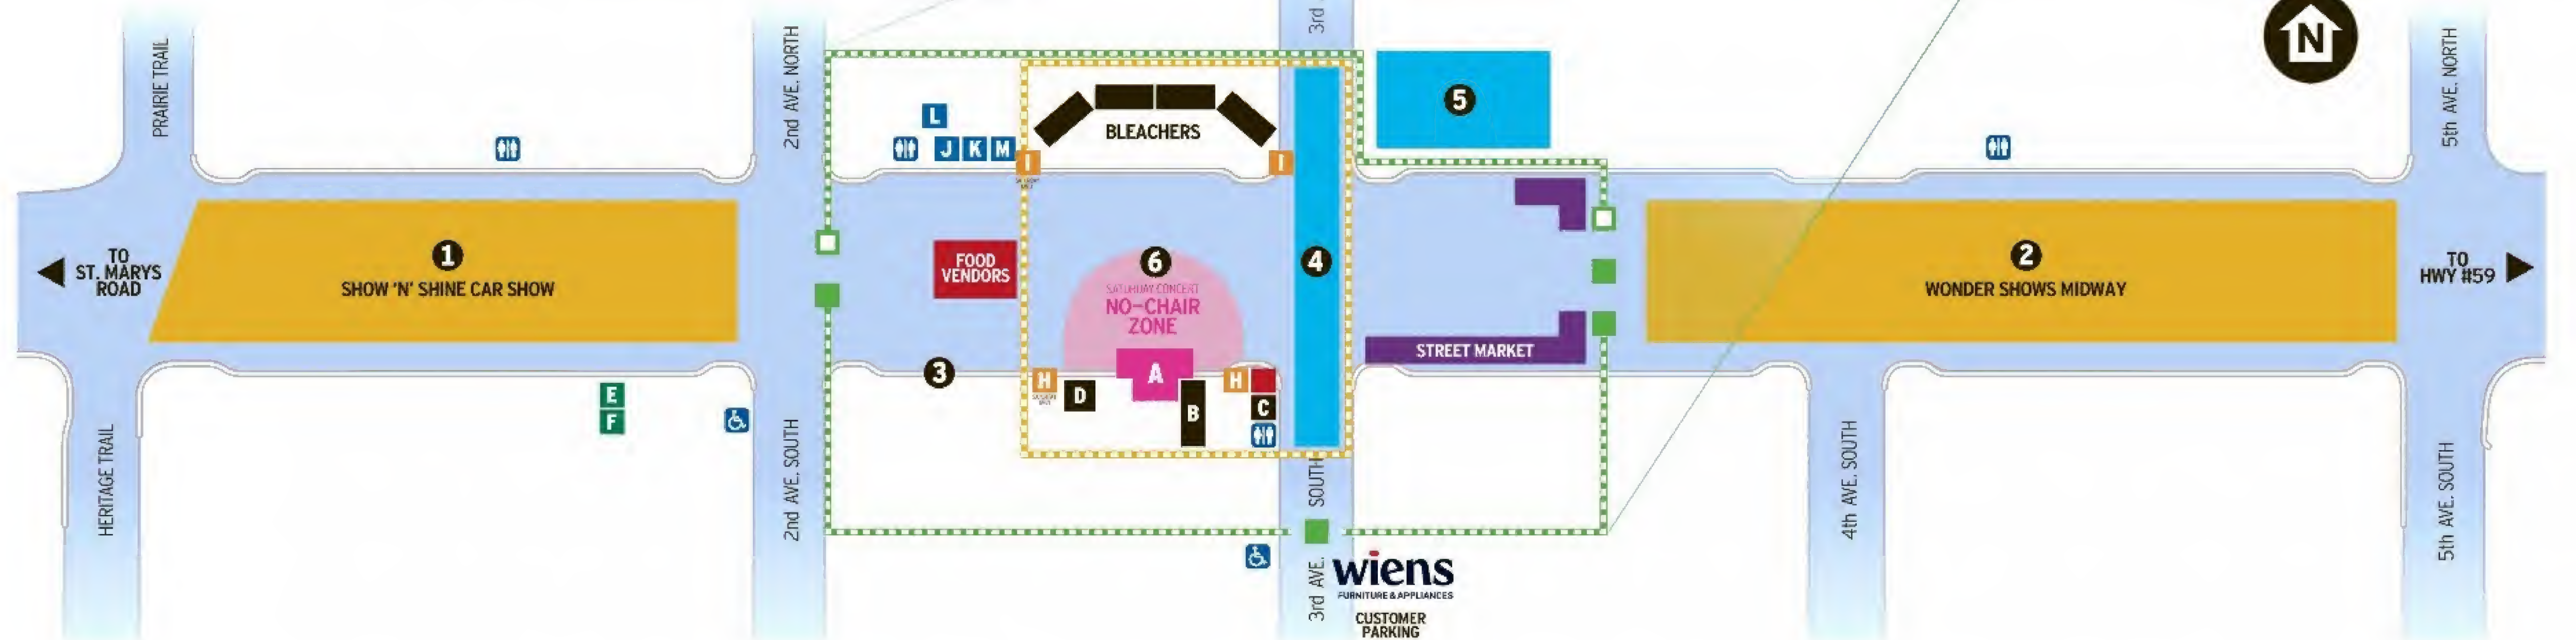 PRAIRIE TRAIL
2nd AVE. NORTH
3rd
5th AVE. NORTH
N
L
J K M
I
BLEACHERS
I
5
TO
ST. MARYS
ROAD
1
SHOW 'N' SHINE CAR SHOW
FOOD
VENDORS
6
SATURDAY CONCERT
NO-CHAIR
ZONE
4
2
WONDER SHOWS MIDWAY
TO
HWY #59
STREET MARKET
3
H
D
A
B
H
C
E
F
HERITAGE TRAIL
2nd AVE. SOUTH
3rd AVE. SOUTH
4th AVE. SOUTH
5th AVE. SOUTH
wiens
FURNITURE & APPLIANCES
CUSTOMER
PARKING